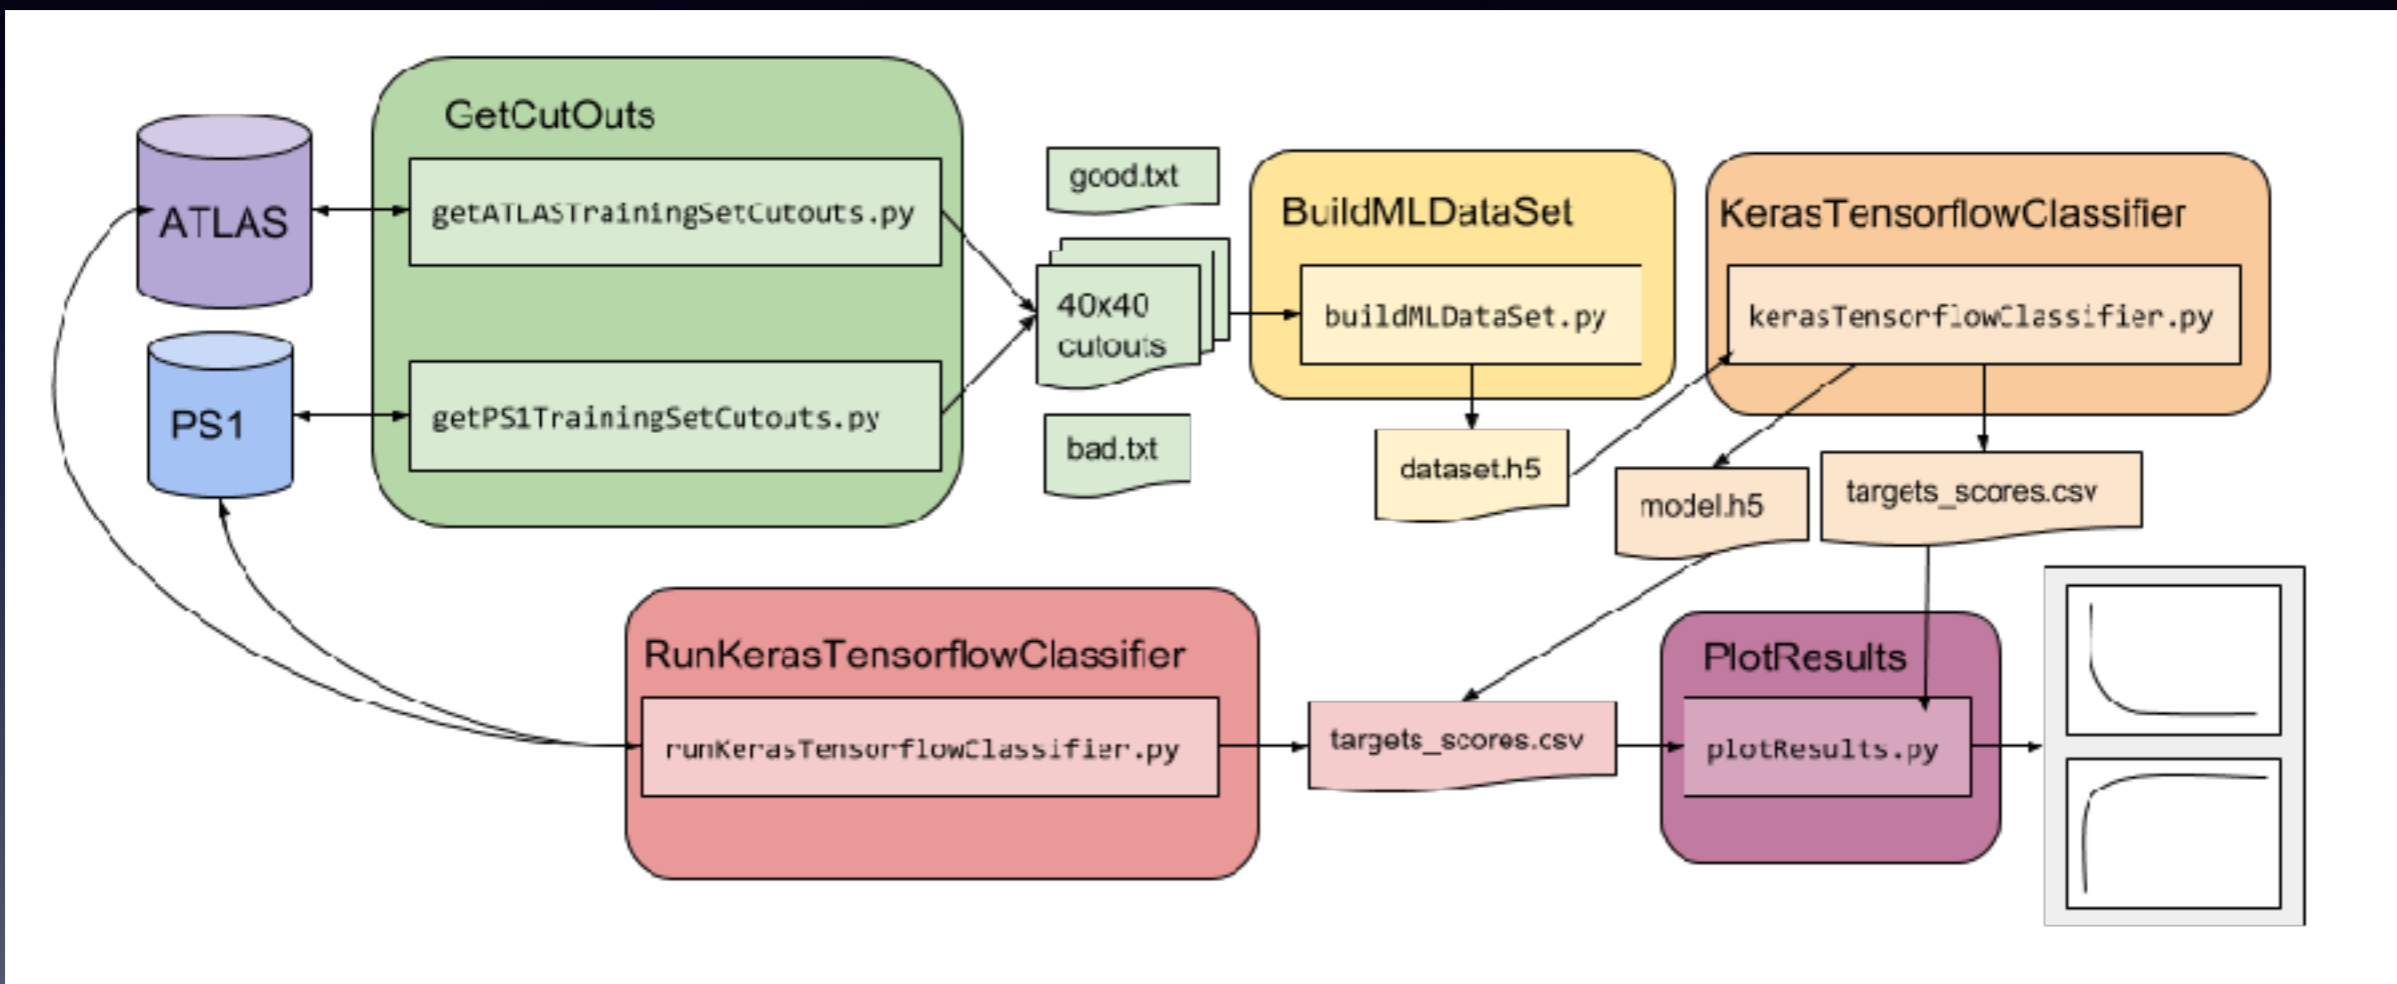 GetCutOuts
ATLAS
getATLASTrainingSetCutouts.py
PS1
getPS1TrainingSetCutouts.py
good.txt
40x40
cutouts
bad.txt
BuildMLDataSet
buildMLDataSet.py
dataset.h5
KerasTensorflowClassifier
kerasTensorflowClassifier.py
model.h5
targets_scores.csv
RunKerasTensorflowClassifier
runKerasTensorflowClassifier.py
targets_scores.csv
PlotResults
plotResults.py